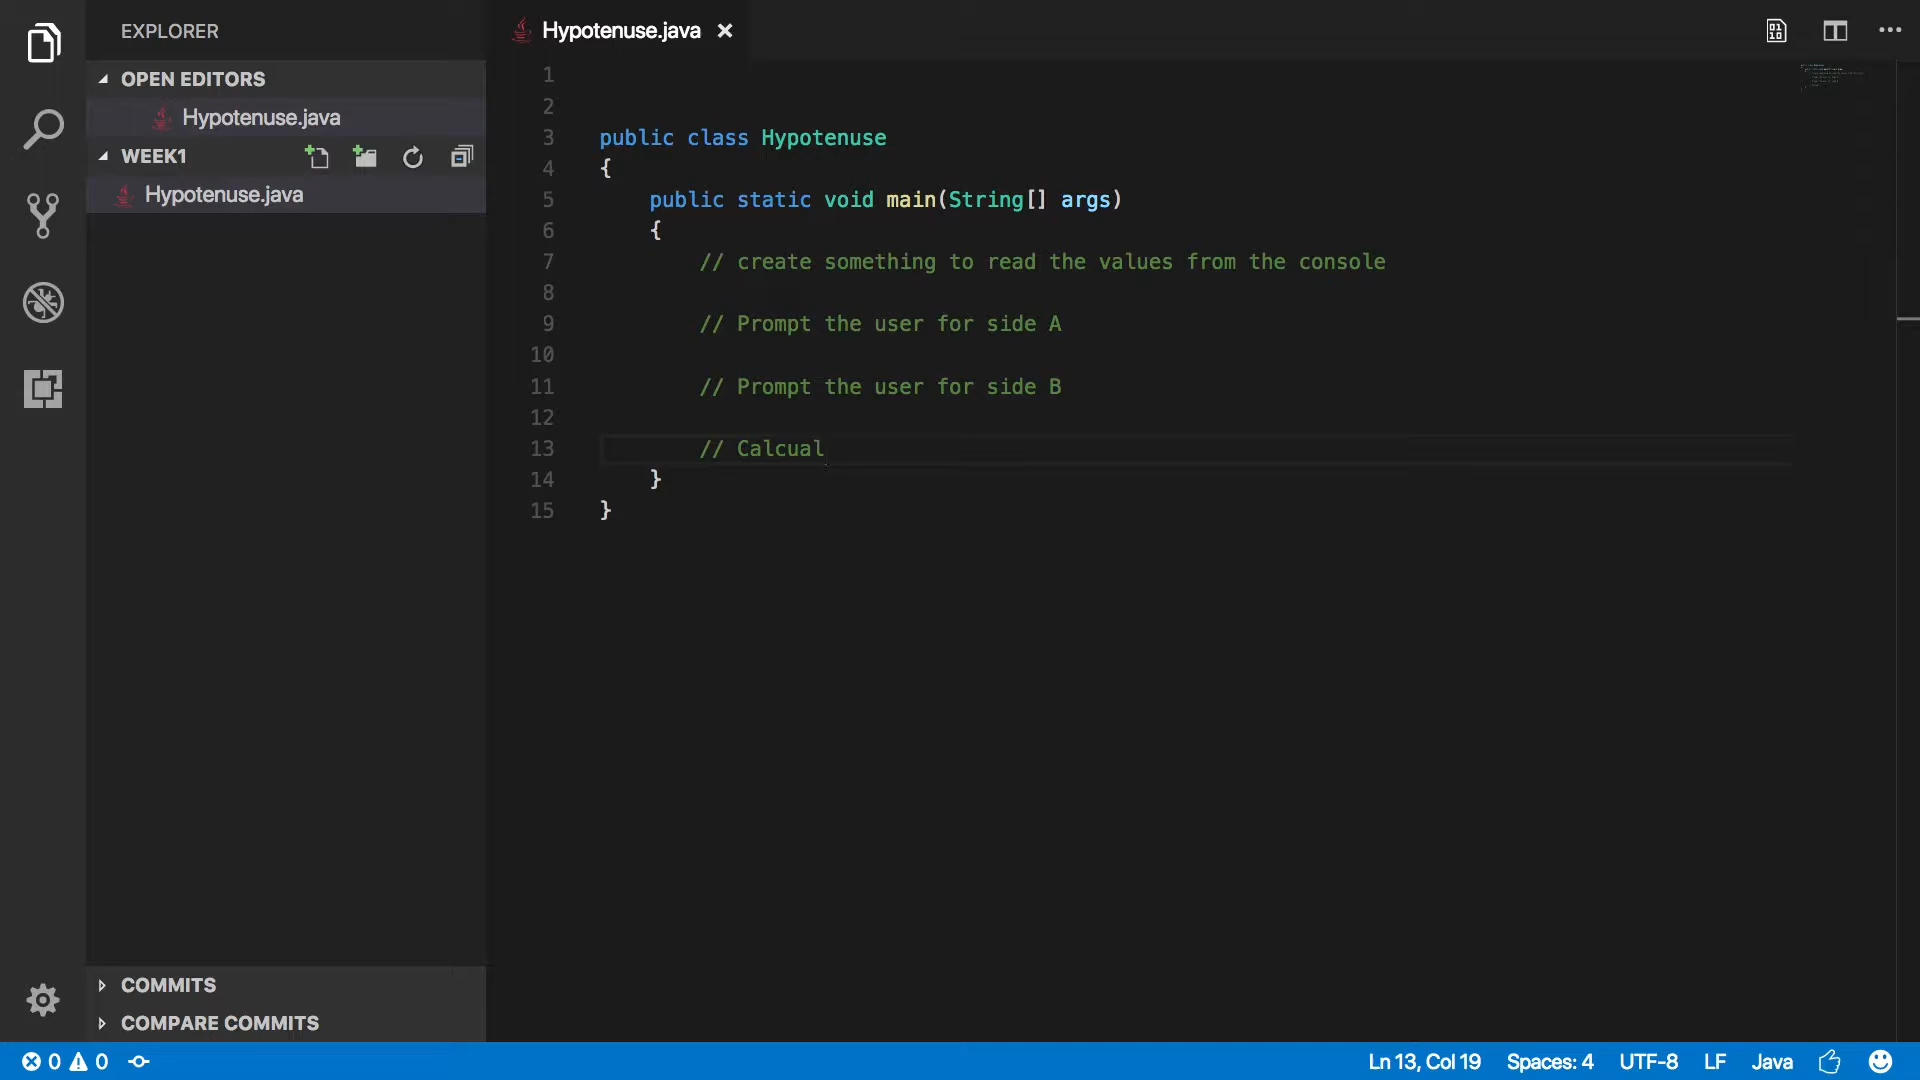 EXPLORER
OPEN EDITORS
Hypotenuse.java
WEEK1
Hypotenuse.java
COMMITS
COMPARE COMMITS
Hypotenuse.java
1
2
3 public class Hypotenuse
4 {
5 public static void main(String[] args)
6 {
7 // create something to read the values from the console
8
9 // Prompt the user for side A
10
11 // Prompt the user for side B
12
13 // Calcual
14 }
15 }
0 0 Ln 13, Col 19 Spaces: 4 UTF-8 LF Java